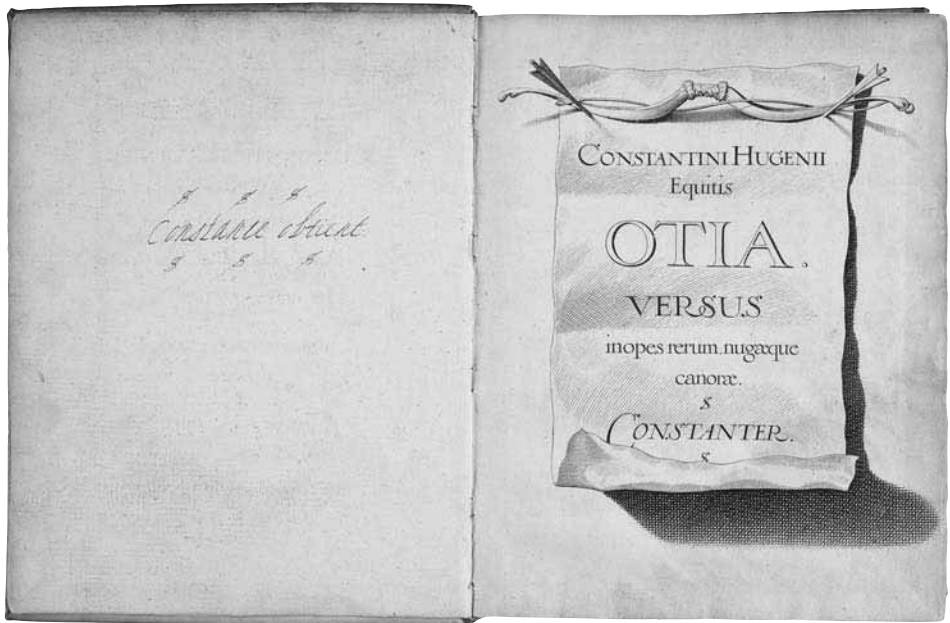 § § §
Constance obtient
§ § §
CONSTANTINI HUGENII
Equitis
OTIA.
VERSUS
inopes rerum, nugæque
canoræ.
S
CONSTANTER.
S